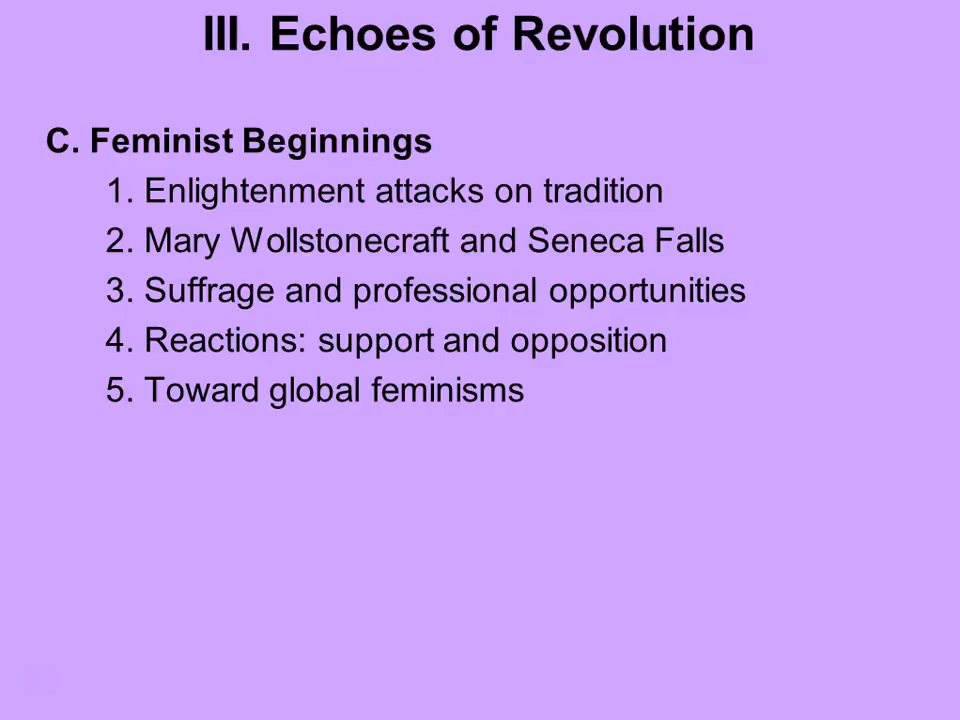 III. Echoes of Revolution
C. Feminist Beginnings
1. Enlightenment attacks on tradition
2. Mary Wollstonecraft and Seneca Falls
3. Suffrage and professional opportunities
4. Reactions: support and opposition
5. Toward global feminisms